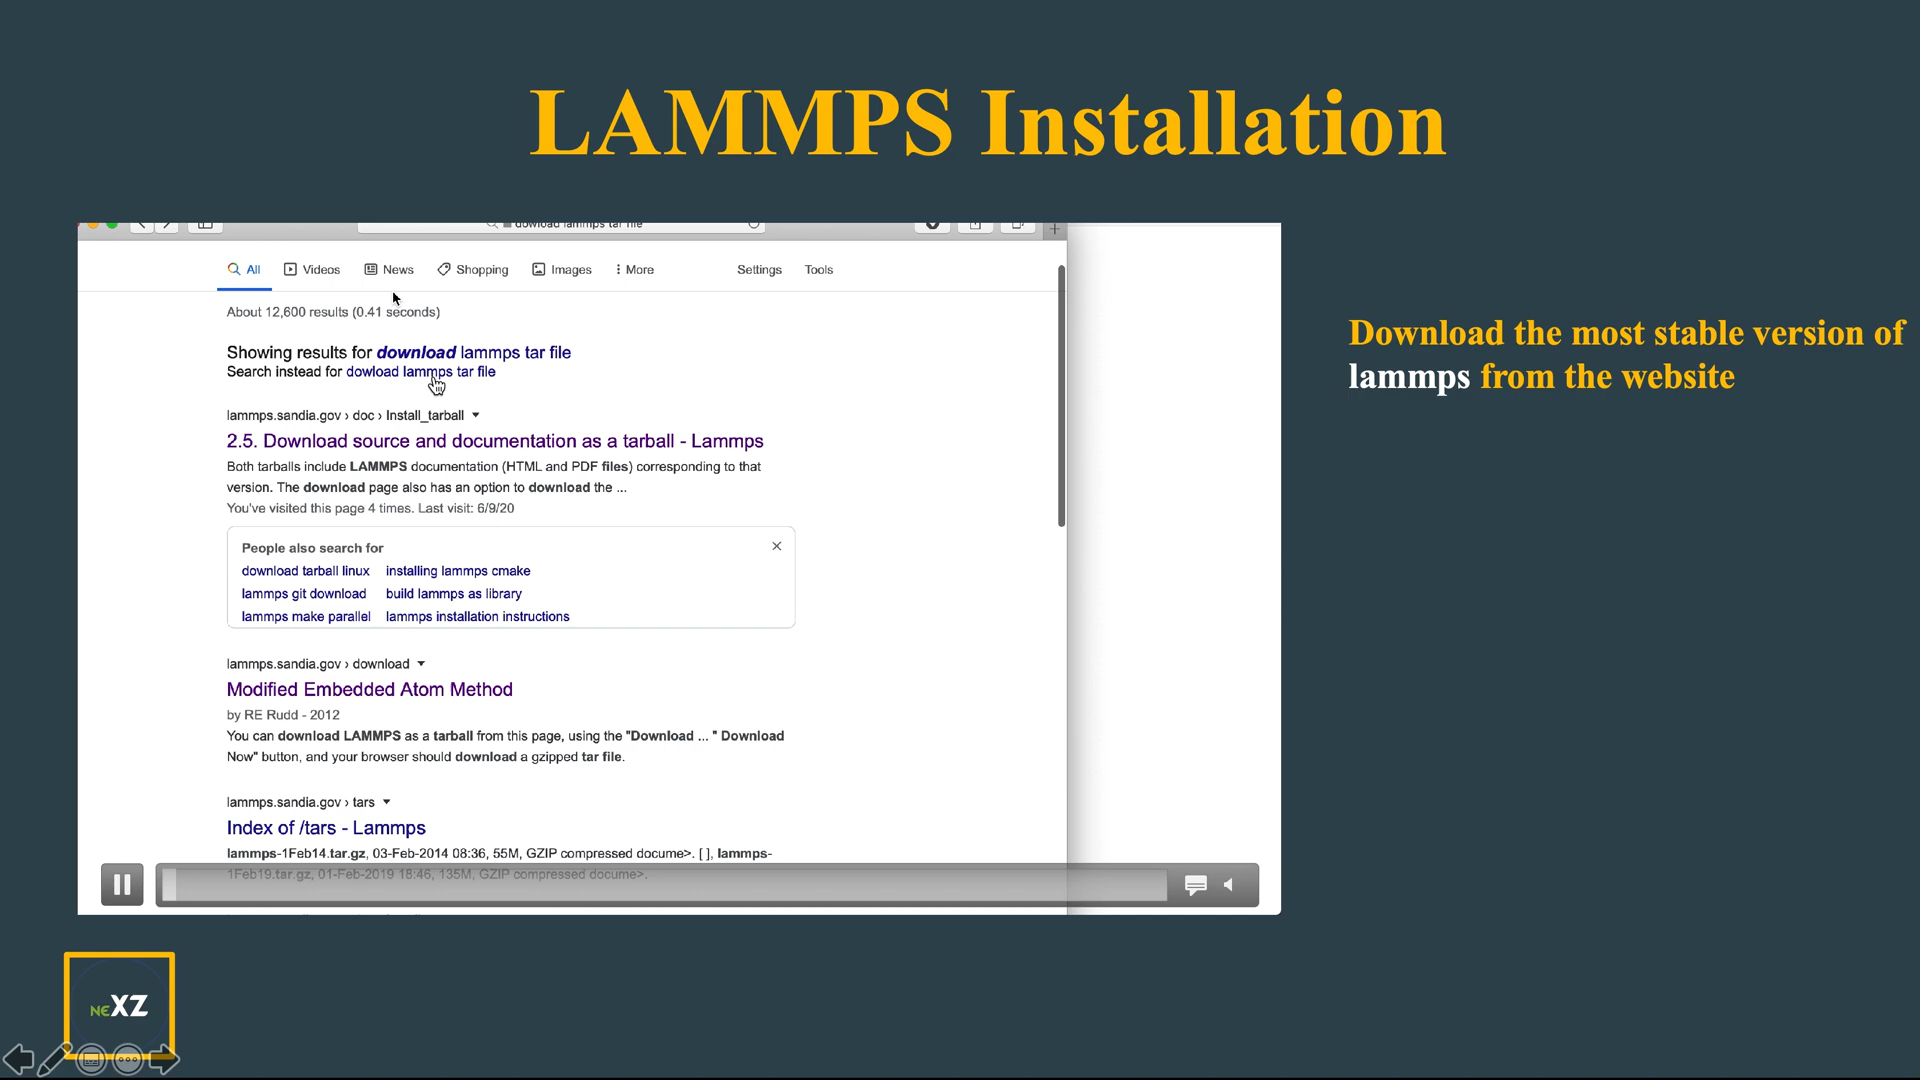 LAMMPS Installation
dowload lammps tar file
All Videos News Shopping Images More Settings Tools
About 12,600 results (0.41 seconds)
Showing results for download lammps tar file
Search instead for dowload lammps tar file
lammps.sandia.gov › doc › Install_tarball
2.5. Download source and documentation as a tarball - Lammps
Both tarballs include LAMMPS documentation (HTML and PDF files) corresponding to that
version. The download page also has an option to download the ...
You've visited this page 4 times. Last visit: 6/9/20
People also search for
download tarball linux installing lammps cmake
lammps git download build lammps as library
lammps make parallel lammps installation instructions
lammps.sandia.gov › download
Modified Embedded Atom Method
by RE Rudd - 2012
You can download LAMMPS as a tarball from this page, using the "Download ... " Download
Now" button, and your browser should download a gzipped tar file.
lammps.sandia.gov › tars
Index of /tars - Lammps
lammps-1Feb14.tar.gz, 03-Feb-2014 08:36, 55M, GZIP compressed docume>. [ ], lammps-
1Feb19.tar.gz, 01-Feb-2019 18:46, 135M, GZIP compressed docume>.
Download the most stable version of
lammps from the website
NEXZ